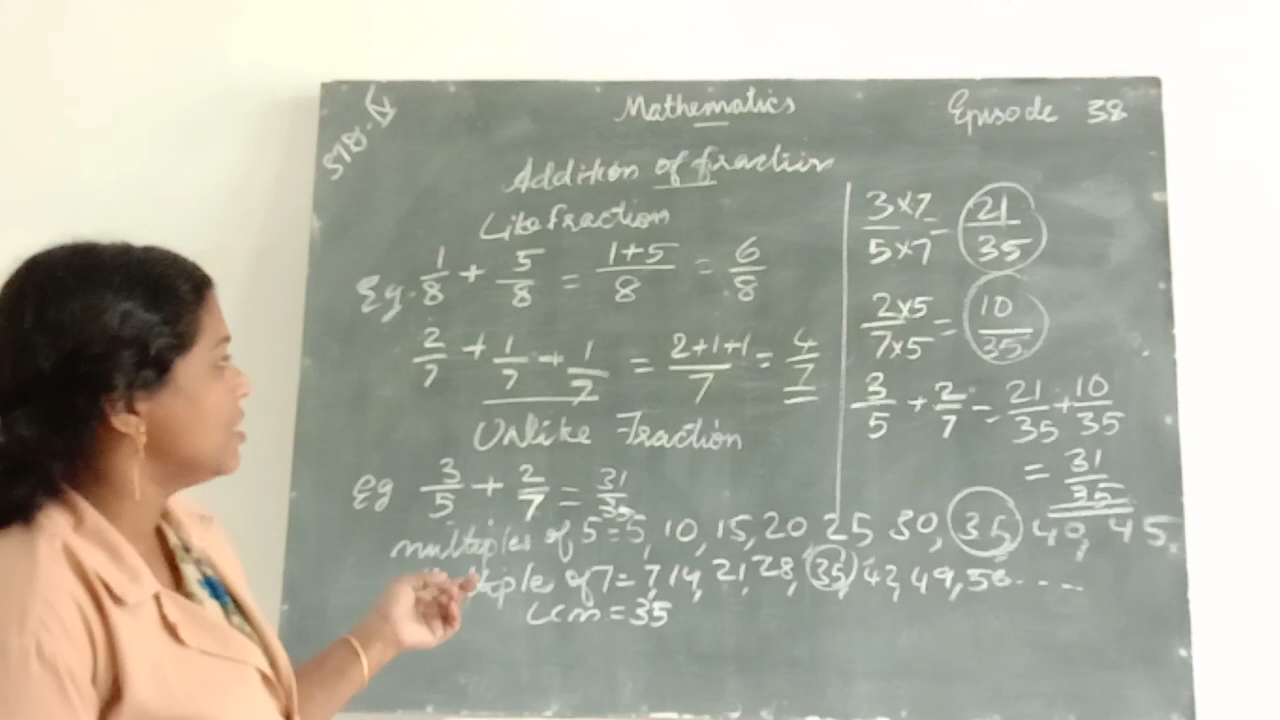 STD. V
Mathematics
Episode 38
Addition of fraction
Like Fraction
Eg. 1/8 + 5/8 = 1+5/8 = 6/8
2/7 + 1/7 + 1/7 = 2+1+1/7 = 4/7
Unlike Fraction
Eg 3/5 + 2/7 = 31/35
multiples of 5 = 5, 10, 15, 20 25 30, 35 40, 45,
of 7 = 7, 14, 21, 28, 35, 42, 49, 56 - - - -
LCM = 35
3×7/5×7 = 21/35
2×5/7×5 = 10/35
3/5 + 2/7 = 21/35 + 10/35
= 31/35